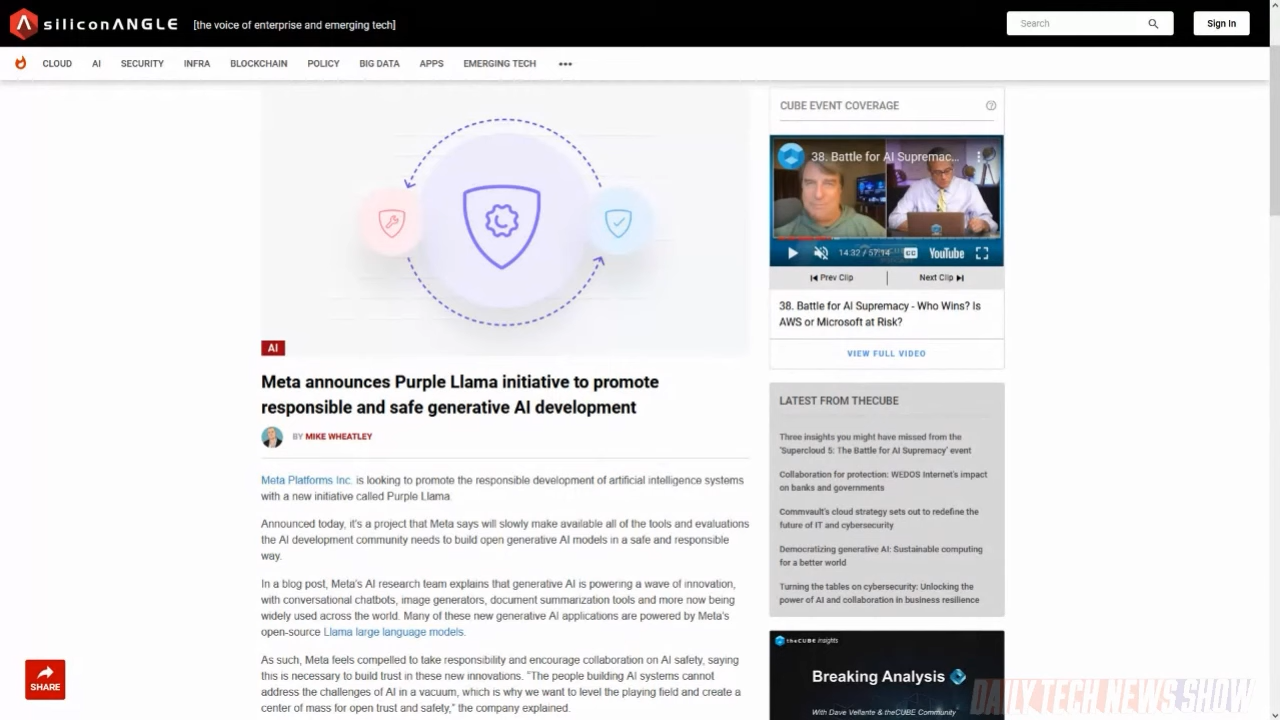 siliconANGLE
[the voice of enterprise and emerging tech]
Search
Sign In
CLOUD AI SECURITY INFRA BLOCKCHAIN POLICY BIG DATA APPS EMERGING TECH •••
AI
Meta announces Purple Llama initiative to promote
responsible and safe generative AI development
BY MIKE WHEATLEY
Meta Platforms Inc. is looking to promote the responsible development of artificial intelligence systems
with a new initiative called Purple Llama.
Announced today, it's a project that Meta says will slowly make available all of the tools and evaluations
the AI development community needs to build open generative AI models in a safe and responsible
way.
In a blog post, Meta's AI research team explains that generative AI is powering a wave of innovation,
with conversational chatbots, image generators, document summarization tools and more now being
widely used across the world. Many of these new generative AI applications are powered by Meta's
open-source Llama large language models.
As such, Meta feels compelled to take responsibility and encourage collaboration on AI safety, saying
this is necessary to build trust in these new innovations. "The people building AI systems cannot
address the challenges of AI in a vacuum, which is why we want to level the playing field and create a
center of mass for open trust and safety," the company explained.
SHARE
CUBE EVENT COVERAGE
38. Battle for AI Supremac...
14:32 / 57:14
CC
YouTube
Prev Clip
Next Clip
38. Battle for AI Supremacy - Who Wins? Is
AWS or Microsoft at Risk?
VIEW FULL VIDEO
LATEST FROM THECUBE
Three insights you might have missed from the
'Supercloud 5: The Battle for AI Supremacy' event
Collaboration for protection: WEDOS Internet's impact
on banks and governments
Commvault's cloud strategy sets out to redefine the
future of IT and cybersecurity
Democratizing generative AI: Sustainable computing
for a better world
Turning the tables on cybersecurity: Unlocking the
power of AI and collaboration in business resilience
theCUBE Insights
Breaking Analysis
With Dave Vellante & theCUBE Community
DAILY TECH NEWS SHOW